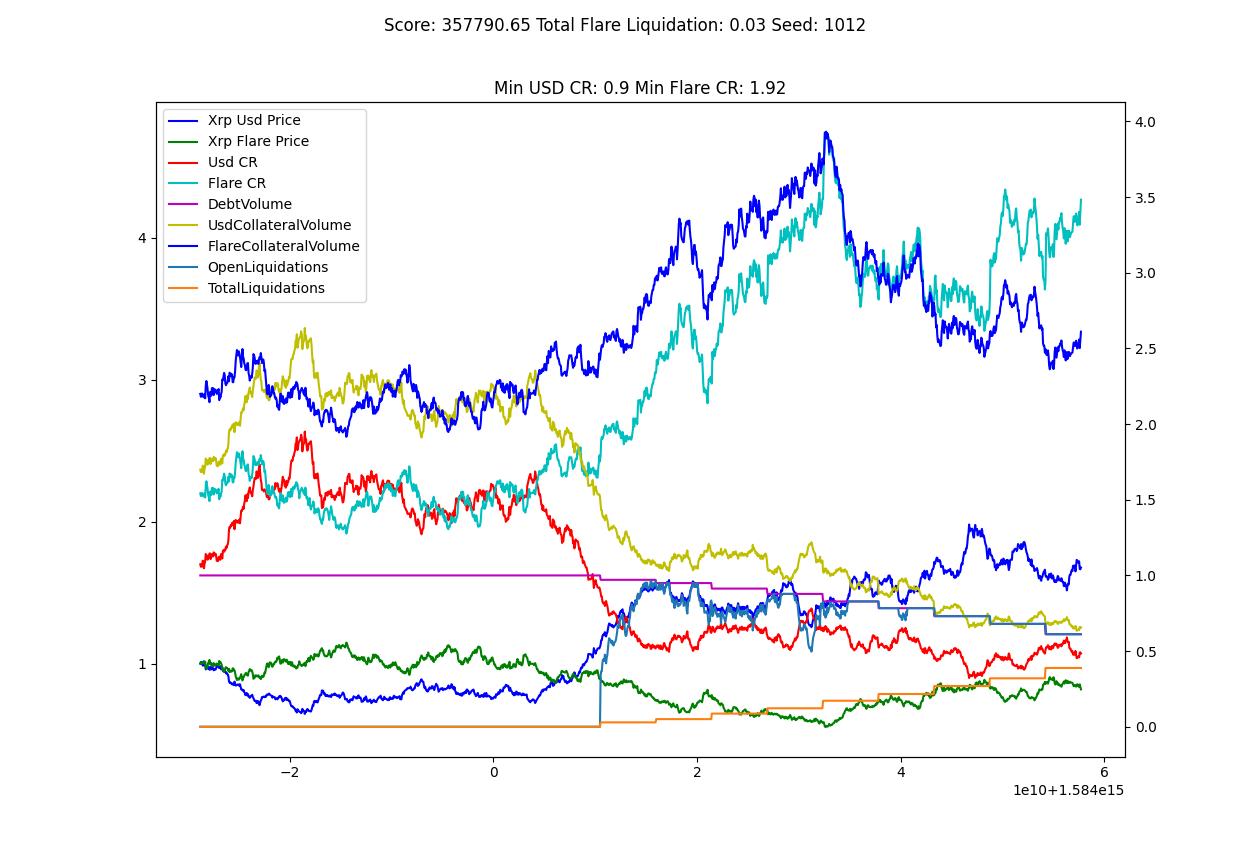 Score: 357790.65 Total Flare Liquidation: 0.03 Seed: 1012
Min USD CR: 0.9 Min Flare CR: 1.92
Xrp Usd Price
Xrp Flare Price
Usd CR
Flare CR
DebtVolume
UsdCollateralVolume
FlareCollateralVolume
OpenLiquidations
TotalLiquidations
4
3
2
1
4.0
3.5
3.0
2.5
2.0
1.5
1.0
0.5
0.0
−2 0 2 4 6
1e10+1.584e15